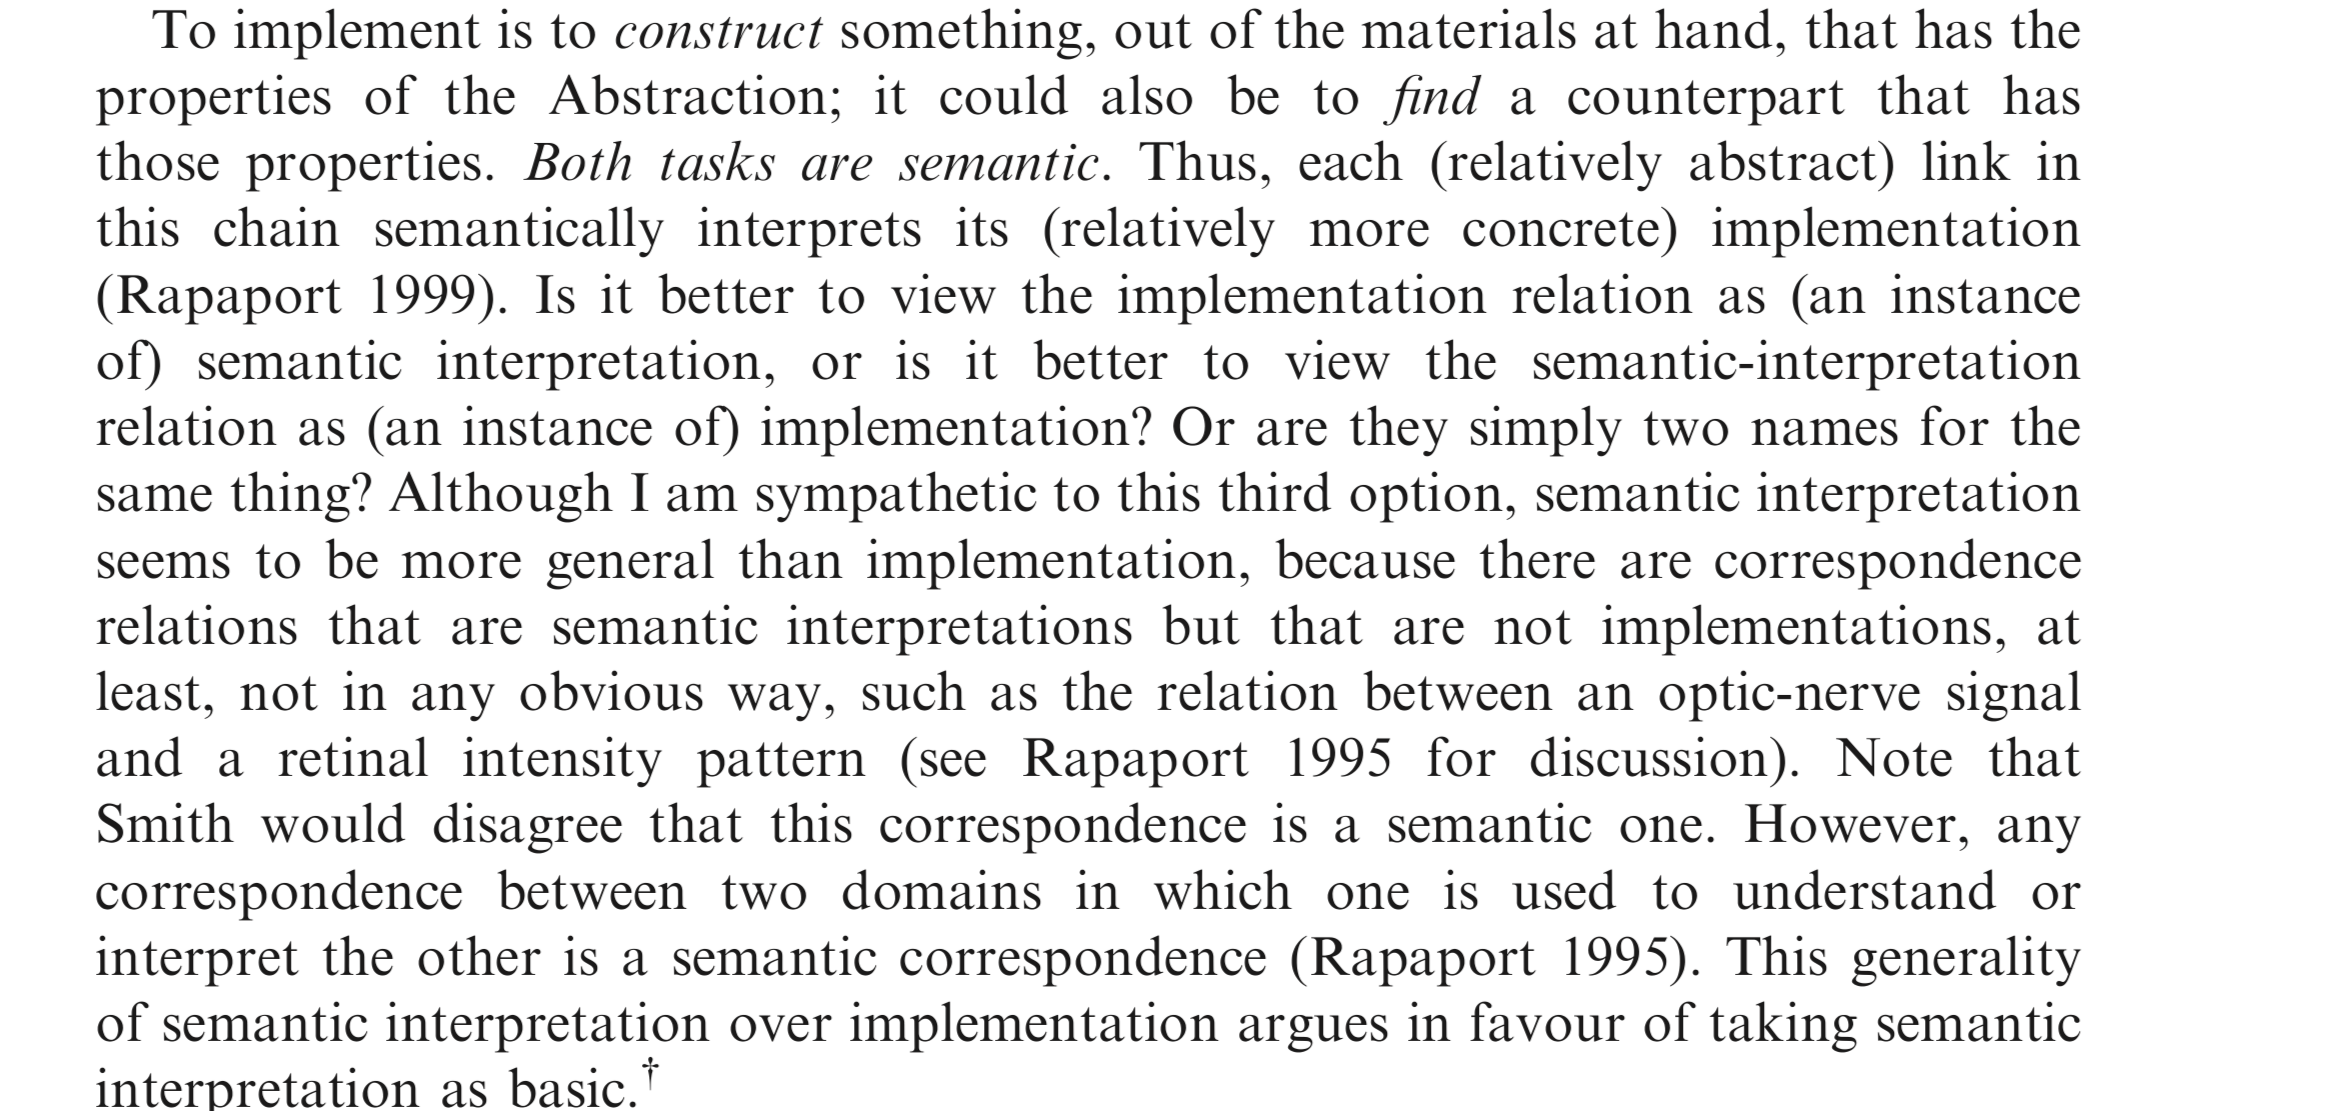 To implement is to construct something, out of the materials at hand, that has the
properties of the Abstraction; it could also be to find a counterpart that has
those properties. Both tasks are semantic. Thus, each (relatively abstract) link in
this chain semantically interprets its (relatively more concrete) implementation
(Rapaport 1999). Is it better to view the implementation relation as (an instance
of) semantic interpretation, or is it better to view the semantic-interpretation
relation as (an instance of) implementation? Or are they simply two names for the
same thing? Although I am sympathetic to this third option, semantic interpretation
seems to be more general than implementation, because there are correspondence
relations that are semantic interpretations but that are not implementations, at
least, not in any obvious way, such as the relation between an optic-nerve signal
and a retinal intensity pattern (see Rapaport 1995 for discussion). Note that
Smith would disagree that this correspondence is a semantic one. However, any
correspondence between two domains in which one is used to understand or
interpret the other is a semantic correspondence (Rapaport 1995). This generality
of semantic interpretation over implementation argues in favour of taking semantic
interpretation as basic.†